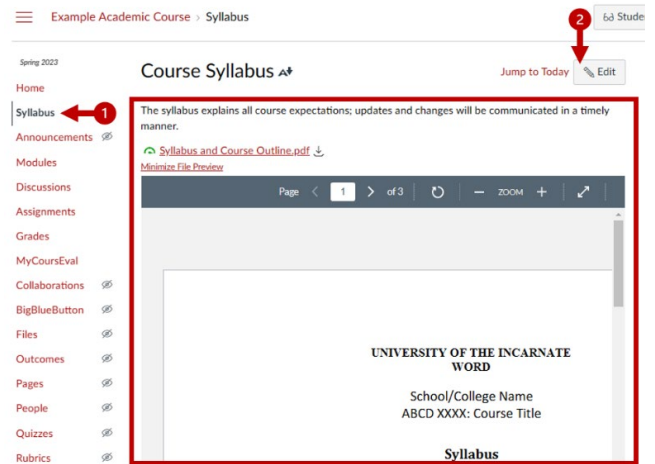 Example Academic Course › Syllabus
2
Stude
Spring 2023
Course Syllabus
Jump to Today
Edit
Home
Syllabus
1
Announcements
Modules
Discussions
Assignments
Grades
MyCoursEval
Collaborations
BigBlueButton
Files
Outcomes
Pages
People
Quizzes
Rubrics
The syllabus explains all course expectations; updates and changes will be communicated in a timely
manner.
Syllabus and Course Outline.pdf
Minimize File Preview
Page < 1 > of 3 — ZOOM +
UNIVERSITY OF THE INCARNATE
WORD
School/College Name
ABCD XXXX: Course Title
Syllabus